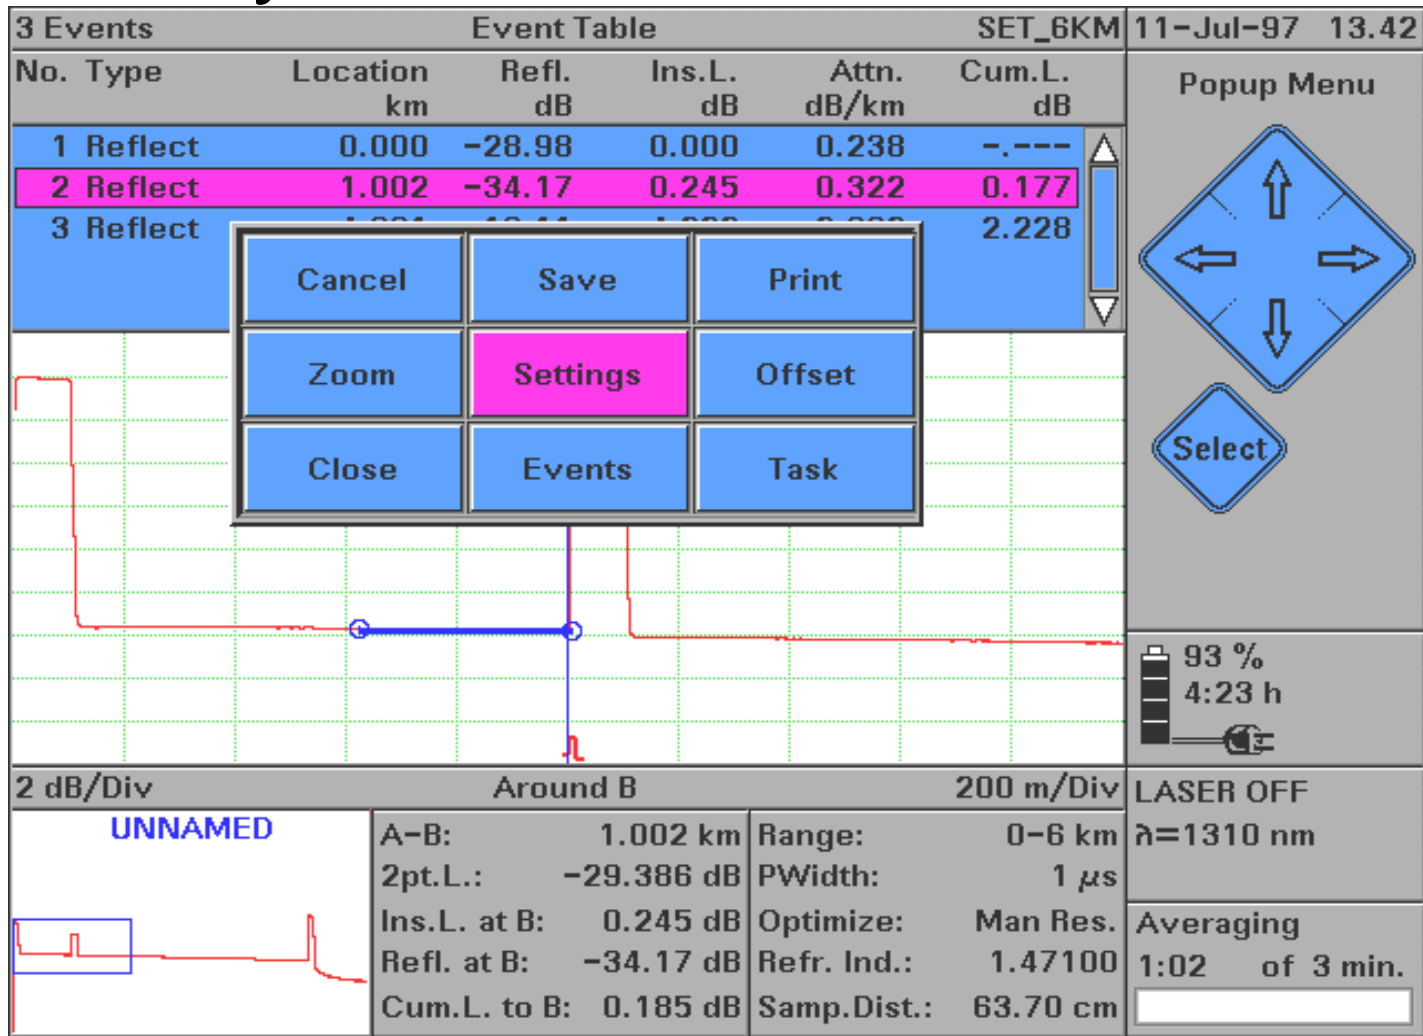 3 Events Event Table SET_6KM 11-Jul-97 13.42
No. Type Location Refl. Ins.L. Attn. Cum.L.
km dB dB dB/km dB
Popup Menu
1 Reflect 0.000 -28.98 0.000 0.238 -.---
2 Reflect 1.002 -34.17 0.245 0.322 0.177
3 Reflect 2.228
Cancel Save Print
Zoom Settings Offset
Close Events Task
Select
93 %
4:23 h
2 dB/Div Around B 200 m/Div
LASER OFF
λ=1310 nm
UNNAMED
A-B: 1.002 km
2pt.L.: -29.386 dB
Ins.L. at B: 0.245 dB
Refl. at B: -34.17 dB
Cum.L. to B: 0.185 dB
Range: 0-6 km
PWidth: 1 µs
Optimize: Man Res.
Refr. Ind.: 1.47100
Samp.Dist.: 63.70 cm
Averaging
1:02 of 3 min.